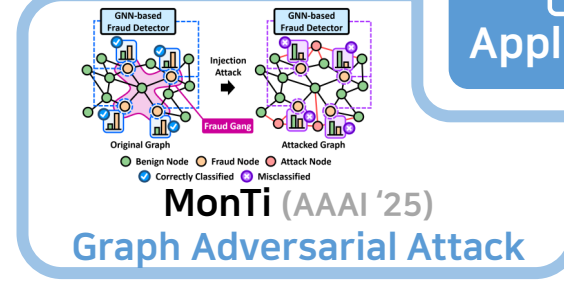 GNN-based
Fraud Detector
GNN-based
Fraud Detector
Injection
Attack
Fraud Gang
Original Graph
Attacked Graph
Benign Node
Fraud Node
Attack Node
Correctly Classified
Misclassified
MonTi (AAAI '25)
Graph Adversarial Attack
Appl